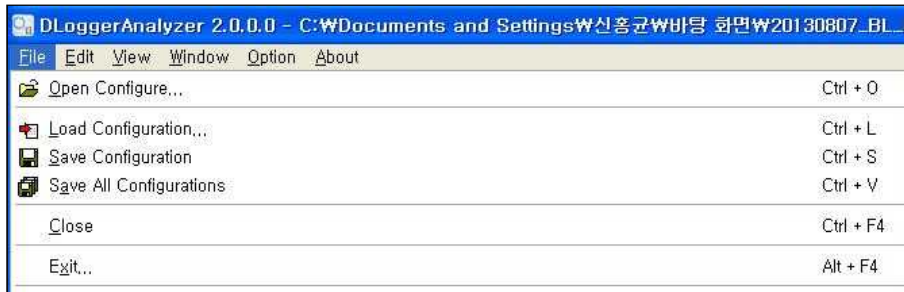 DLoggerAnalyzer 2.0.0.0 - C:₩Documents and Settings₩신홍균₩바탕 화면₩20130807_BL_
File Edit View Window Option About
Open Configure... Ctrl + O
Load Configuration... Ctrl + L
Save Configuration Ctrl + S
Save All Configurations Ctrl + V
Close Ctrl + F4
Exit... Alt + F4